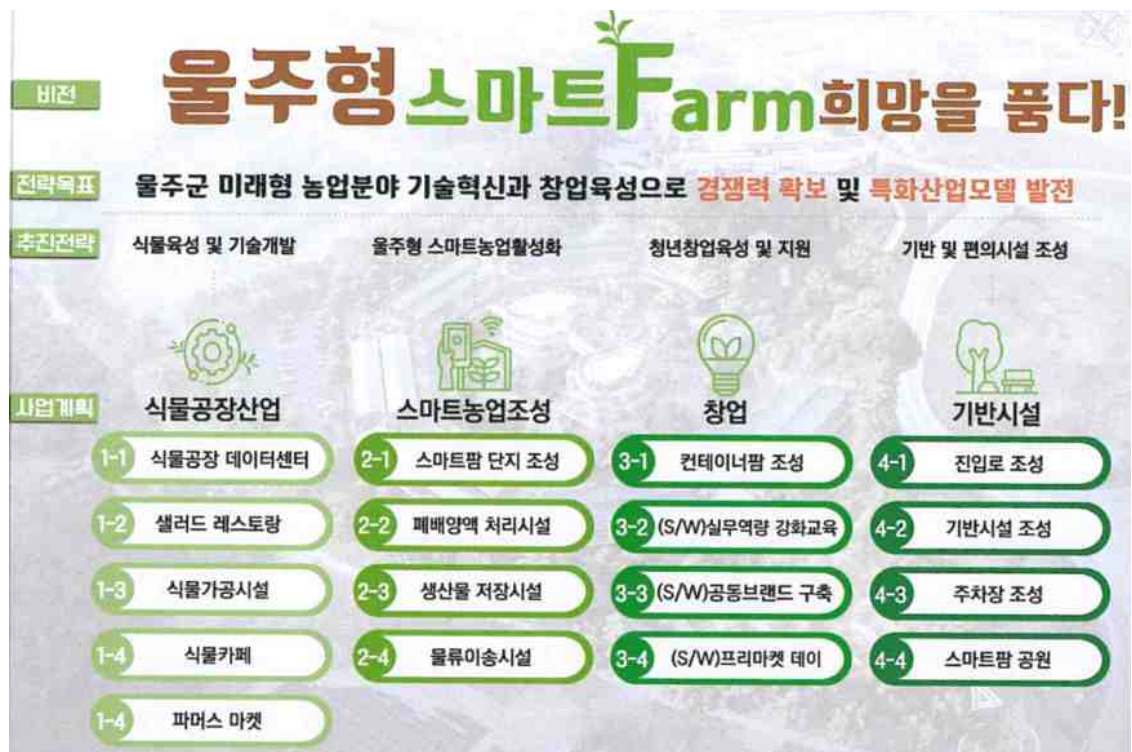 비전
울주형 스마트Farm 희망을 품다!
전략목표 울주군 미래형 농업분야 기술혁신과 창업육성으로 경쟁력 확보 및 특화산업모델 발전
추진전략 식물육성 및 기술개발 울주형 스마트농업활성화 청년창업육성 및 지원 기반 및 편의시설 조성
사업계획 식물공장산업 스마트농업조성 창업 기반시설
1-1 식물공장 데이터센터 2-1 스마트팜 단지 조성 3-1 컨테이너팜 조성 4-1 진입로 조성
1-2 샐러드 레스토랑 2-2 폐배양액 처리시설 3-2 (S/W)실무역량 강화교육 4-2 기반시설 조성
1-3 식물가공시설 2-3 생산물 저장시설 3-3 (S/W)공동브랜드 구축 4-3 주차장 조성
1-4 식물카페 2-4 물류이송시설 3-4 (S/W)프리마켓 데이 4-4 스마트팜 공원
1-4 파머스 마켓